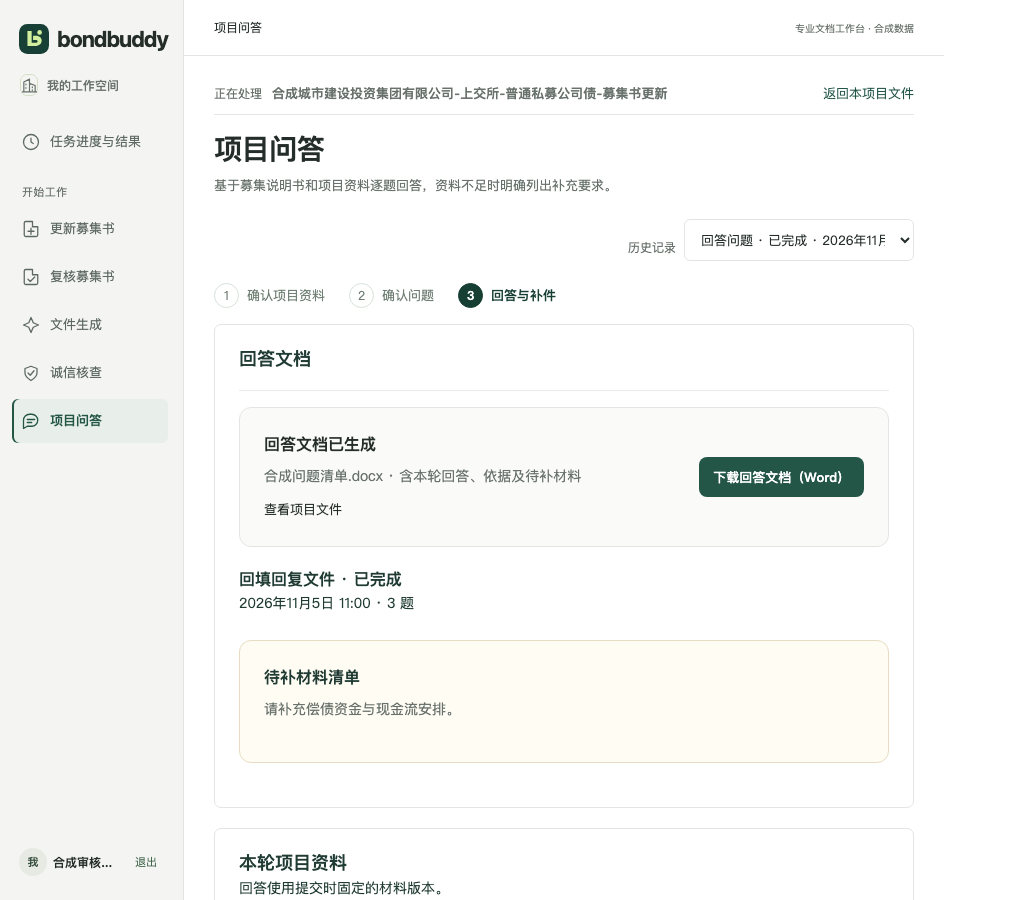 bondbuddy
我的工作空间
任务进度与结果
开始工作
更新募集书
复核募集书
文件生成
诚信核查
项目问答
我 合成审核... 退出
项目问答
专业文档工作台 · 合成数据
正在处理 合成城市建设投资集团有限公司-上交所-普通私募公司债-募集书更新
返回本项目文件
项目问答
基于募集说明书和项目资料逐题回答，资料不足时明确列出补充要求。
历史记录
回答问题 · 已完成 · 2026年11月
1 确认项目资料 2 确认问题 3 回答与补件
回答文档
回答文档已生成
合成问题清单.docx · 含本轮回答、依据及待补材料
查看项目文件
下载回答文档（Word）
回填回复文件 · 已完成
2026年11月5日 11:00 · 3 题
待补材料清单
请补充偿债资金与现金流安排。
本轮项目资料
回答使用提交时固定的材料版本。